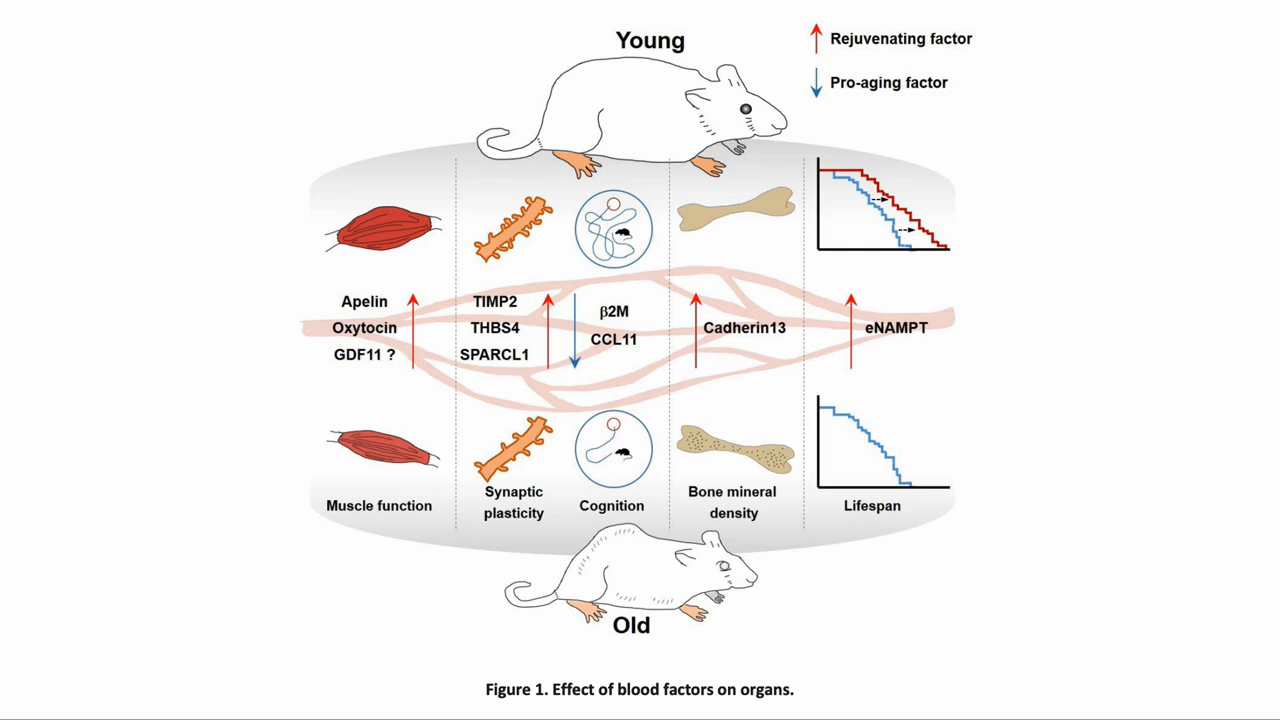 Young
Rejuvenating factor
Pro-aging factor
Apelin
Oxytocin
GDF11 ?
TIMP2
THBS4
SPARCL1
β2M
CCL11
Cadherin13
eNAMPT
Muscle function
Synaptic
plasticity
Cognition
Bone mineral
density
Lifespan
Old
Figure 1. Effect of blood factors on organs.